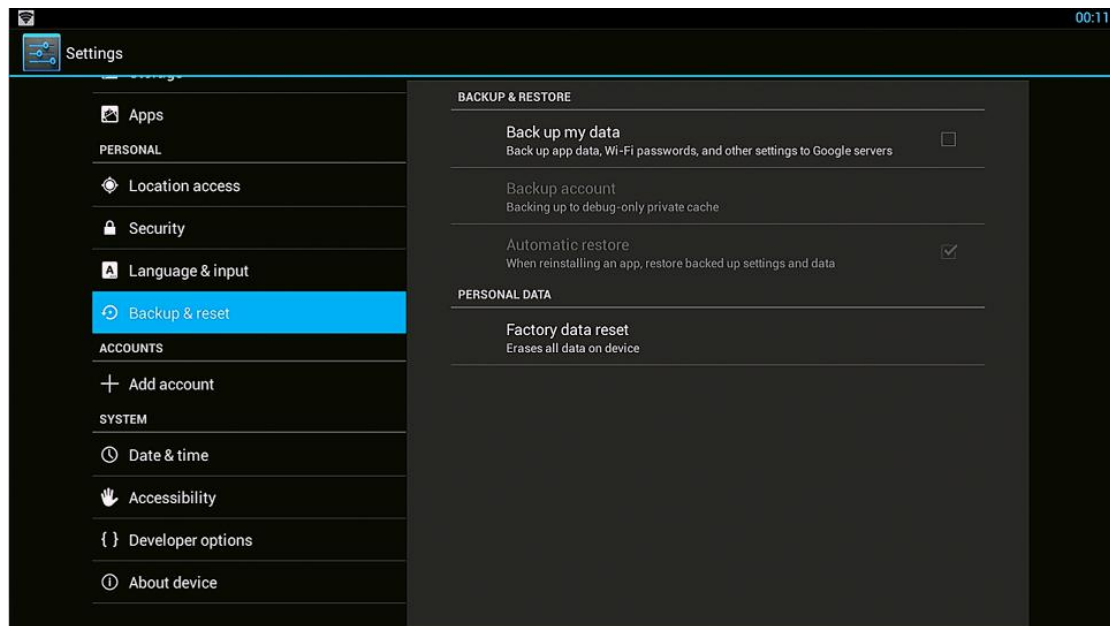 00:11
Settings
Apps
PERSONAL
Location access
Security
Language & input
Backup & reset
ACCOUNTS
Add account
SYSTEM
Date & time
Accessibility
{ } Developer options
About device
BACKUP & RESTORE
Back up my data
Back up app data, Wi-Fi passwords, and other settings to Google servers
Backup account
Backing up to debug-only private cache
Automatic restore
When reinstalling an app, restore backed up settings and data
PERSONAL DATA
Factory data reset
Erases all data on device